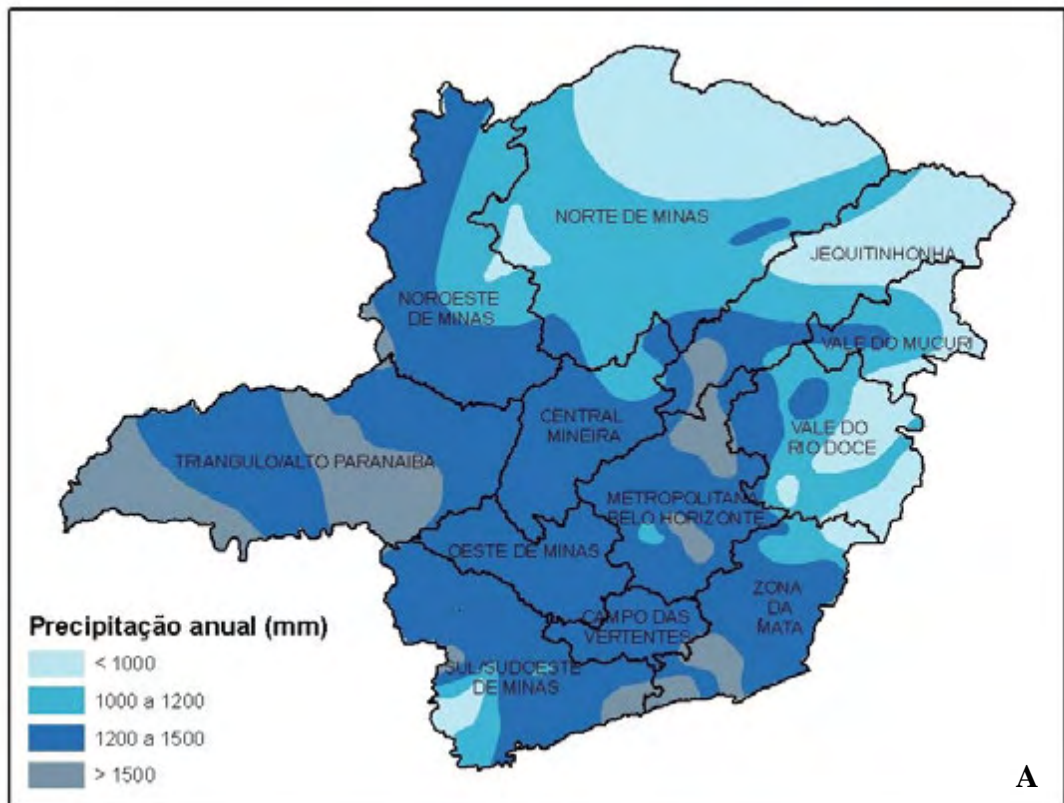 NORTE DE MINAS
JEQUITINHONHA
NOROESTE
DE MINAS
VALE DO MUCURI
CENTRAL
MINEIRA
VALE DO
RIO DOCE
TRIANGULO/ALTO PARANAIBA
METROPOLITANA
BELO HORIZONTE
OESTE DE MINAS
ZONA
DA
MATA
CAMPO DAS
VERTENTES
SUL/SUDOESTE
DE MINAS
Precipitação anual (mm)
< 1000
1000 a 1200
1200 a 1500
> 1500
A